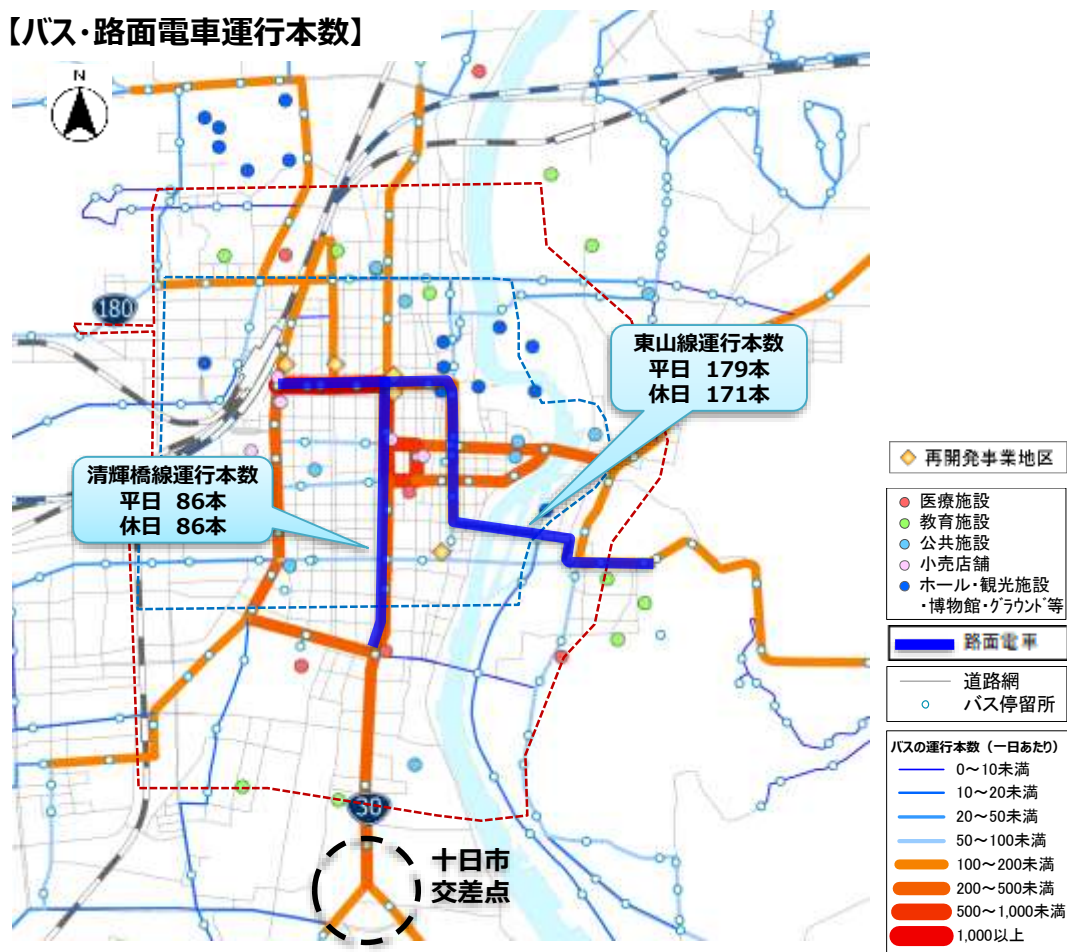 【バス・路面電車運行本数】
N
180
東山線運行本数
平日 179本
休日 171本
清輝橋線運行本数
平日 86本
休日 86本
30
十日市
交差点
再開発事業地区
医療施設
教育施設
公共施設
小売店舗
ホール・観光施設
・博物館・グラウンド等
路面電車
道路網
バス停留所
バスの運行本数（一日あたり）
0～10未満
10～20未満
20～50未満
50～100未満
100～200未満
200～500未満
500～1,000未満
1,000以上